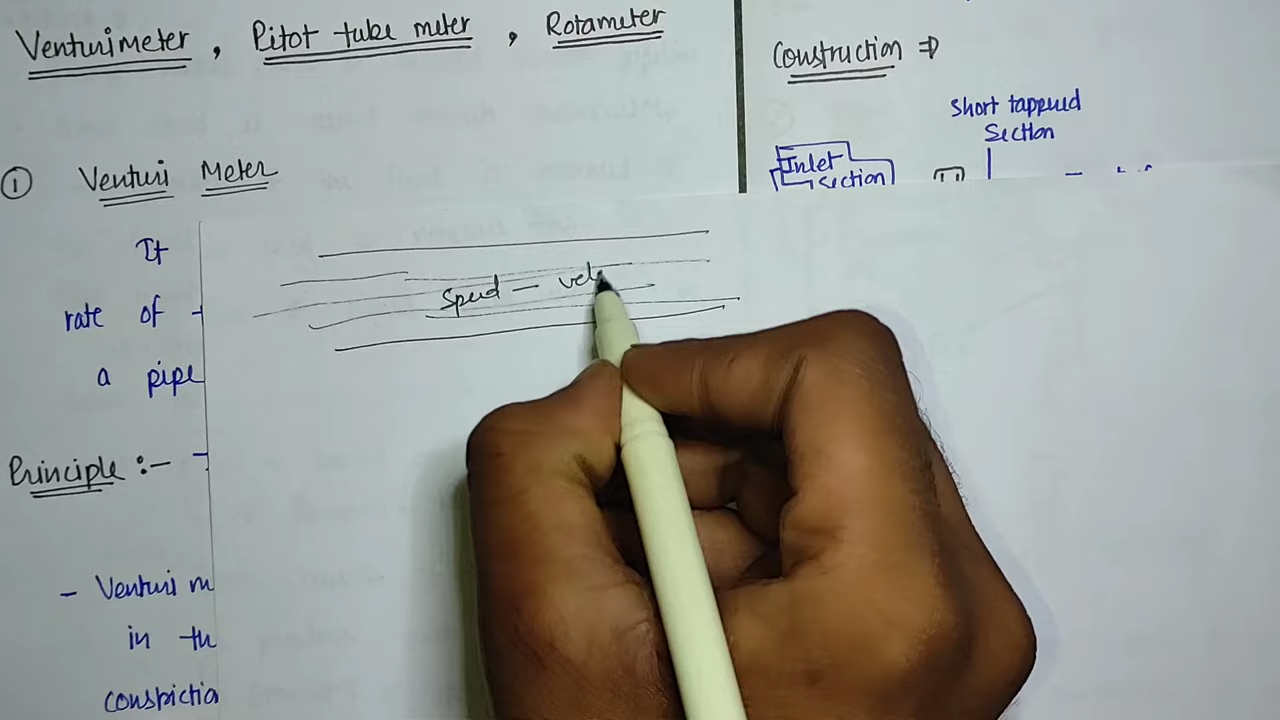 Venturimeter , Pitot tube meter , Rotameter
① Venturi Meter
It
rate of
a pipe
Principle :-
- Venturi m
in th
conspictio
Speed - vel
Construction ⇒
Short tappered
Section
Inlet
Section